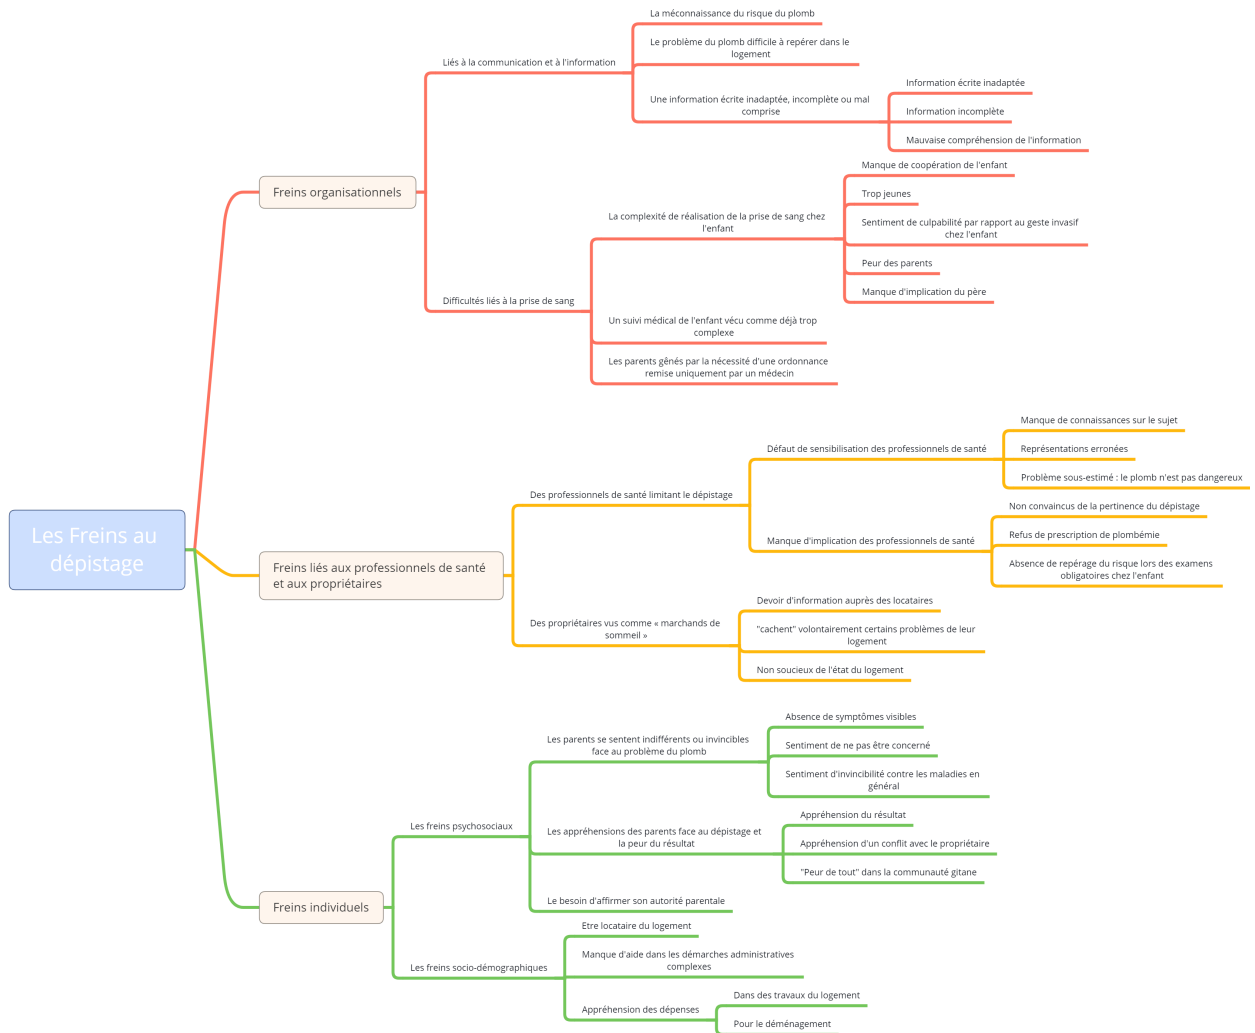 Les Freins au
dépistage
Freins organisationnels
Liés à la communication et à l'information
La méconnaissance du risque du plomb
Le problème du plomb difficile à repérer dans le
logement
Une information écrite inadaptée, incomplète ou mal
comprise
Information écrite inadaptée
Information incomplète
Mauvaise compréhension de l'information
Difficultés liés à la prise de sang
La complexité de réalisation de la prise de sang chez
l'enfant
Manque de coopération de l'enfant
Trop jeunes
Sentiment de culpabilité par rapport au geste invasif
chez l'enfant
Peur des parents
Manque d'implication du père
Un suivi médical de l'enfant vécu comme déjà trop
complexe
Les parents gênés par la nécessité d'une ordonnance
remise uniquement par un médecin
Freins liés aux professionnels de santé
et aux propriétaires
Des professionnels de santé limitant le dépistage
Défaut de sensibilisation des professionnels de santé
Manque de connaissances sur le sujet
Représentations erronées
Problème sous-estimé : le plomb n'est pas dangereux
Manque d'implication des professionnels de santé
Non convaincus de la pertinence du dépistage
Refus de prescription de plombémie
Absence de repérage du risque lors des examens
obligatoires chez l'enfant
Des propriétaires vus comme « marchands de
sommeil »
Devoir d'information auprès des locataires
"cachent" volontairement certains problèmes de leur
logement
Non soucieux de l'état du logement
Freins individuels
Les freins psychosociaux
Les parents se sentent indifférents ou invincibles
face au problème du plomb
Absence de symptômes visibles
Sentiment de ne pas être concerné
Sentiment d'invincibilité contre les maladies en
général
Les appréhensions des parents face au dépistage et
la peur du résultat
Appréhension du résultat
Appréhension d'un conflit avec le propriétaire
"Peur de tout" dans la communauté gitane
Le besoin d'affirmer son autorité parentale
Les freins socio-démographiques
Etre locataire du logement
Manque d'aide dans les démarches administratives
complexes
Appréhension des dépenses
Dans des travaux du logement
Pour le déménagement